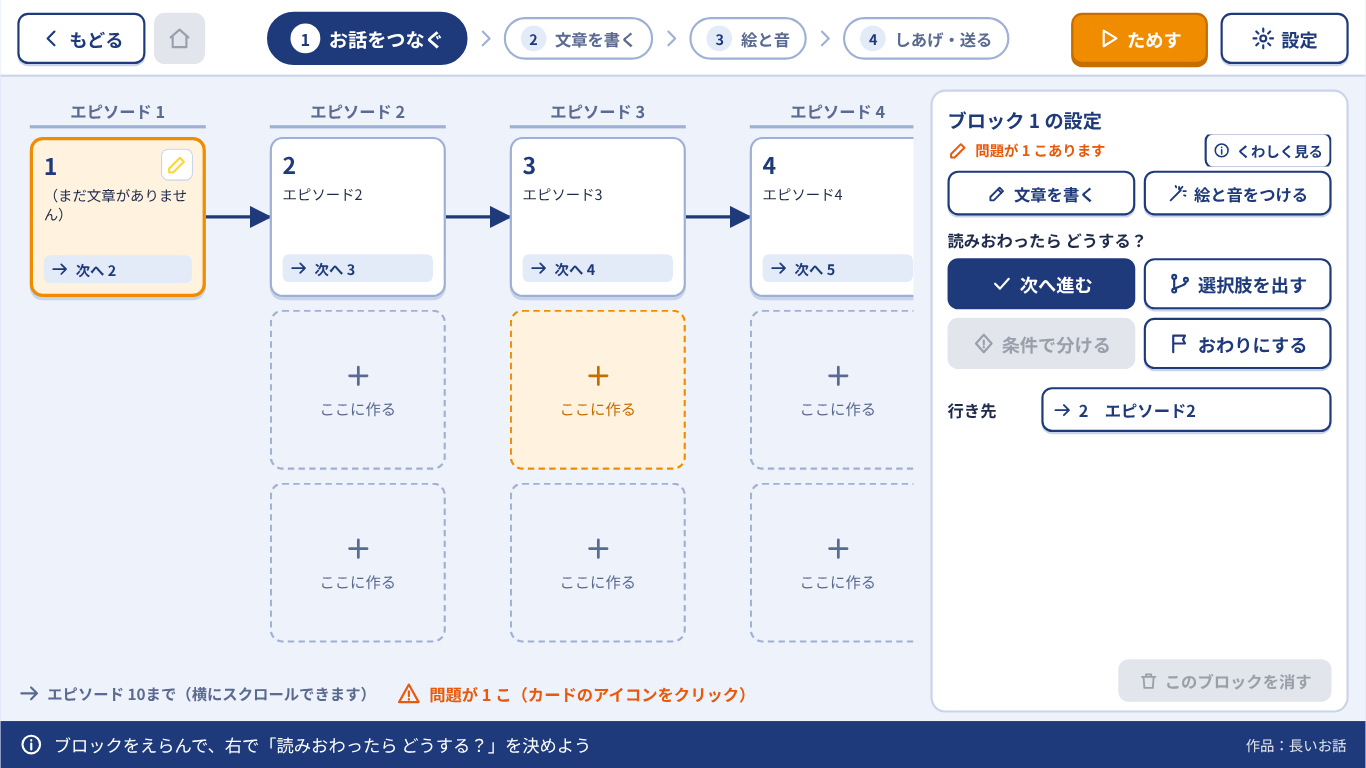 もどる
1 お話をつなぐ
2 文章を書く
3 絵と音
4 しあげ・送る
ためす
設定
エピソード 1
エピソード 2
エピソード 3
エピソード 4
1
（まだ文章がありませ
ん）
次へ 2
2
エピソード2
次へ 3
3
エピソード3
次へ 4
4
エピソード4
次へ 5
ここに作る
ここに作る
ここに作る
ここに作る
ここに作る
ここに作る
エピソード 10まで（横にスクロールできます）
問題が 1 こ（カードのアイコンをクリック）
ブロック 1 の設定
問題が 1 こあります
くわしく見る
文章を書く
絵と音をつける
読みおわったら どうする？
次へ進む
選択肢を出す
条件で分ける
おわりにする
行き先
2 エピソード2
このブロックを消す
ブロックをえらんで、右で「読みおわったら どうする？」を決めよう
作品：長いお話